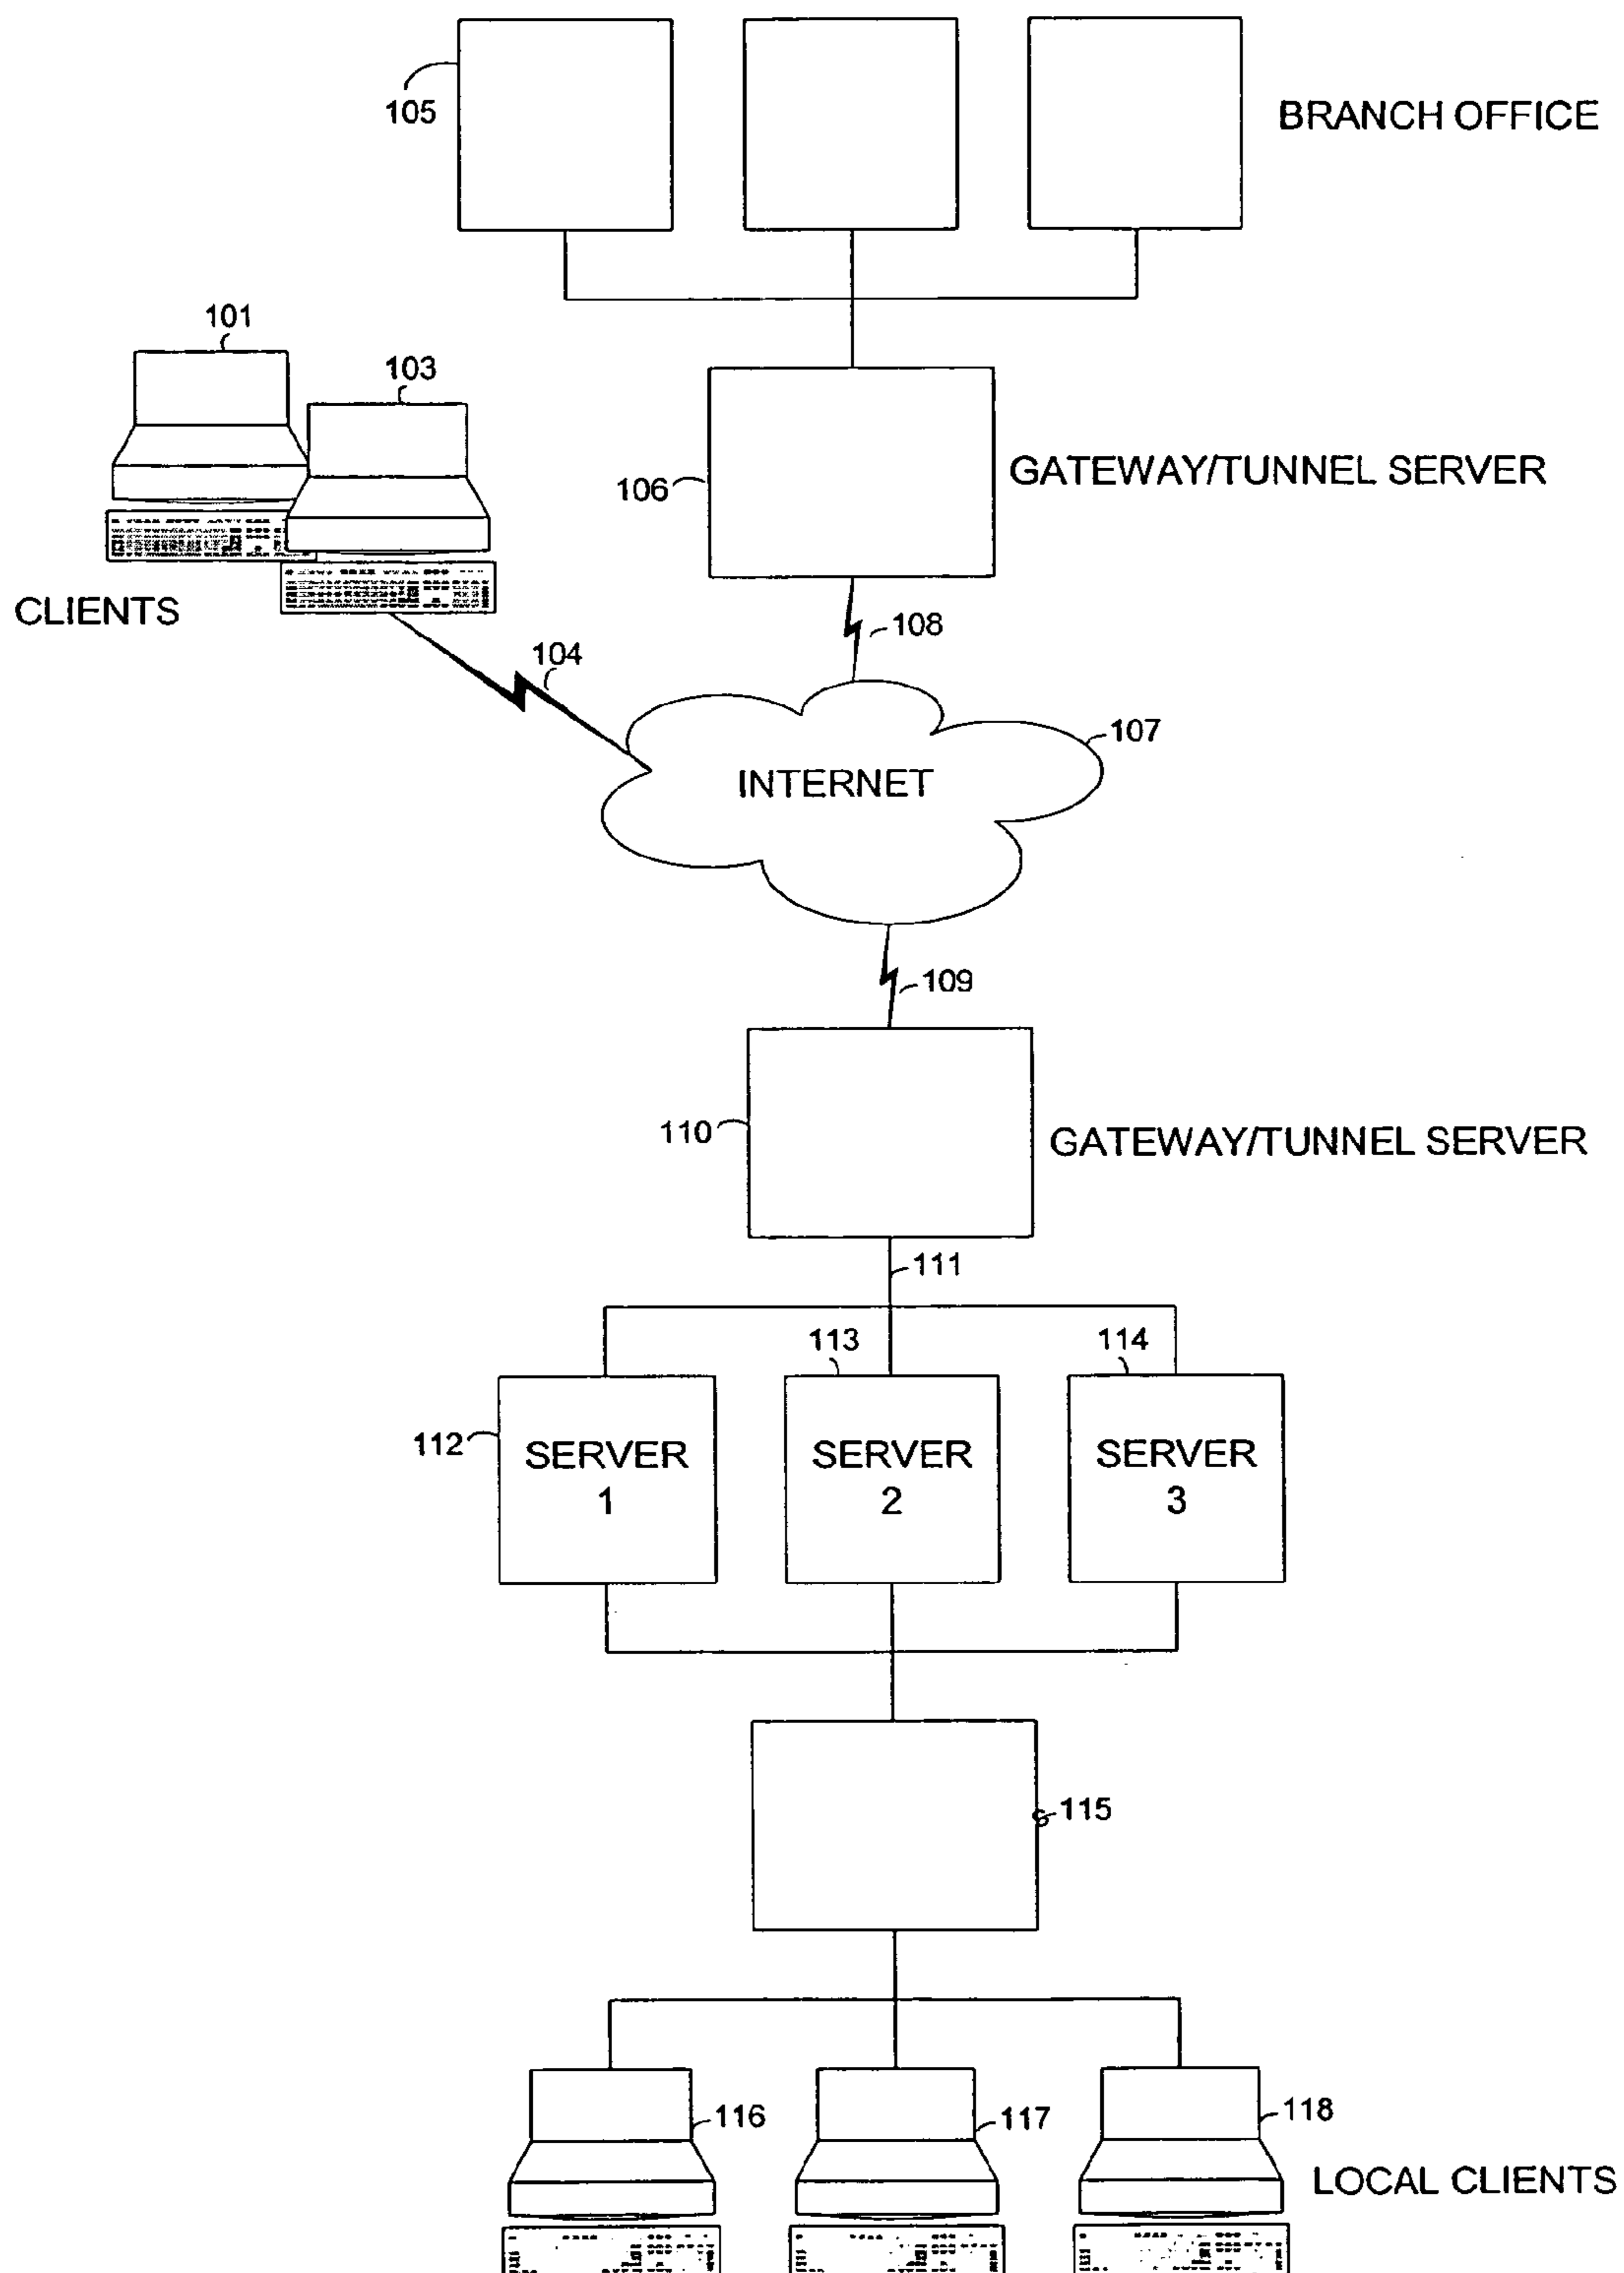 105
BRANCH OFFICE
101
103
106
GATEWAY/TUNNEL SERVER
CLIENTS
108
104
107
INTERNET
109
110
GATEWAY/TUNNEL SERVER
111
113
114
112
SERVER
1
SERVER
2
SERVER
3
115
116
117
118
LOCAL CLIENTS